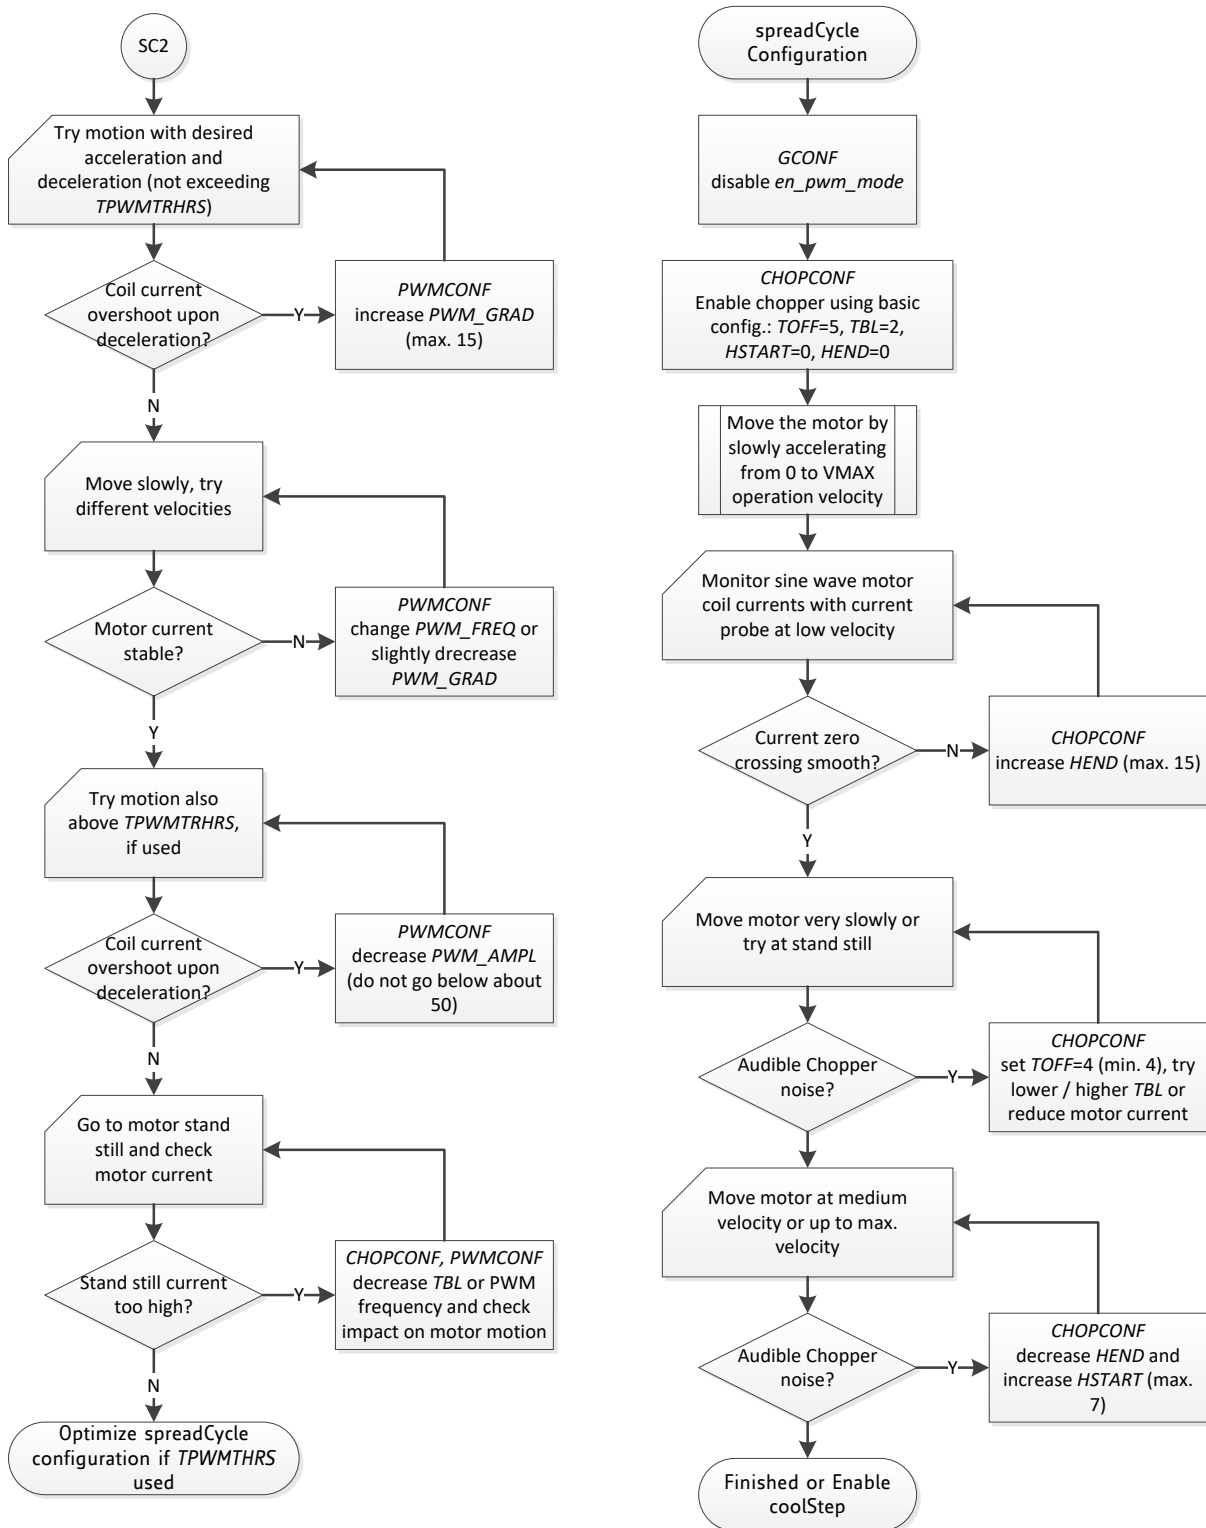 SC2
Try motion with desired
acceleration and
deceleration (not exceeding
TPWMTRHRS)
Coil current
overshoot upon
deceleration?
Y
PWMCONF
increase PWM_GRAD
(max. 15)
N
Move slowly, try
different velocities
Motor current
stable?
N
PWMCONF
change PWM_FREQ or
slightly drecrease
PWM_GRAD
Y
Try motion also
above TPWMTRHRS,
if used
Coil current
overshoot upon
deceleration?
Y
PWMCONF
decrease PWM_AMPL
(do not go below about
50)
N
Go to motor stand
still and check
motor current
Stand still current
too high?
Y
CHOPCONF, PWMCONF
decrease TBL or PWM
frequency and check
impact on motor motion
N
Optimize spreadCycle
configuration if TPWMTHRS
used
spreadCycle
Configuration
GCONF
disable en_pwm_mode
CHOPCONF
Enable chopper using basic
config.: TOFF=5, TBL=2,
HSTART=0, HEND=0
Move the motor by
slowly accelerating
from 0 to VMAX
operation velocity
Monitor sine wave motor
coil currents with current
probe at low velocity
Current zero
crossing smooth?
N
CHOPCONF
increase HEND (max. 15)
Y
Move motor very slowly or
try at stand still
Audible Chopper
noise?
Y
CHOPCONF
set TOFF=4 (min. 4), try
lower / higher TBL or
reduce motor current
Move motor at medium
velocity or up to max.
velocity
Audible Chopper
noise?
Y
CHOPCONF
decrease HEND and
increase HSTART (max.
7)
Finished or Enable
coolStep